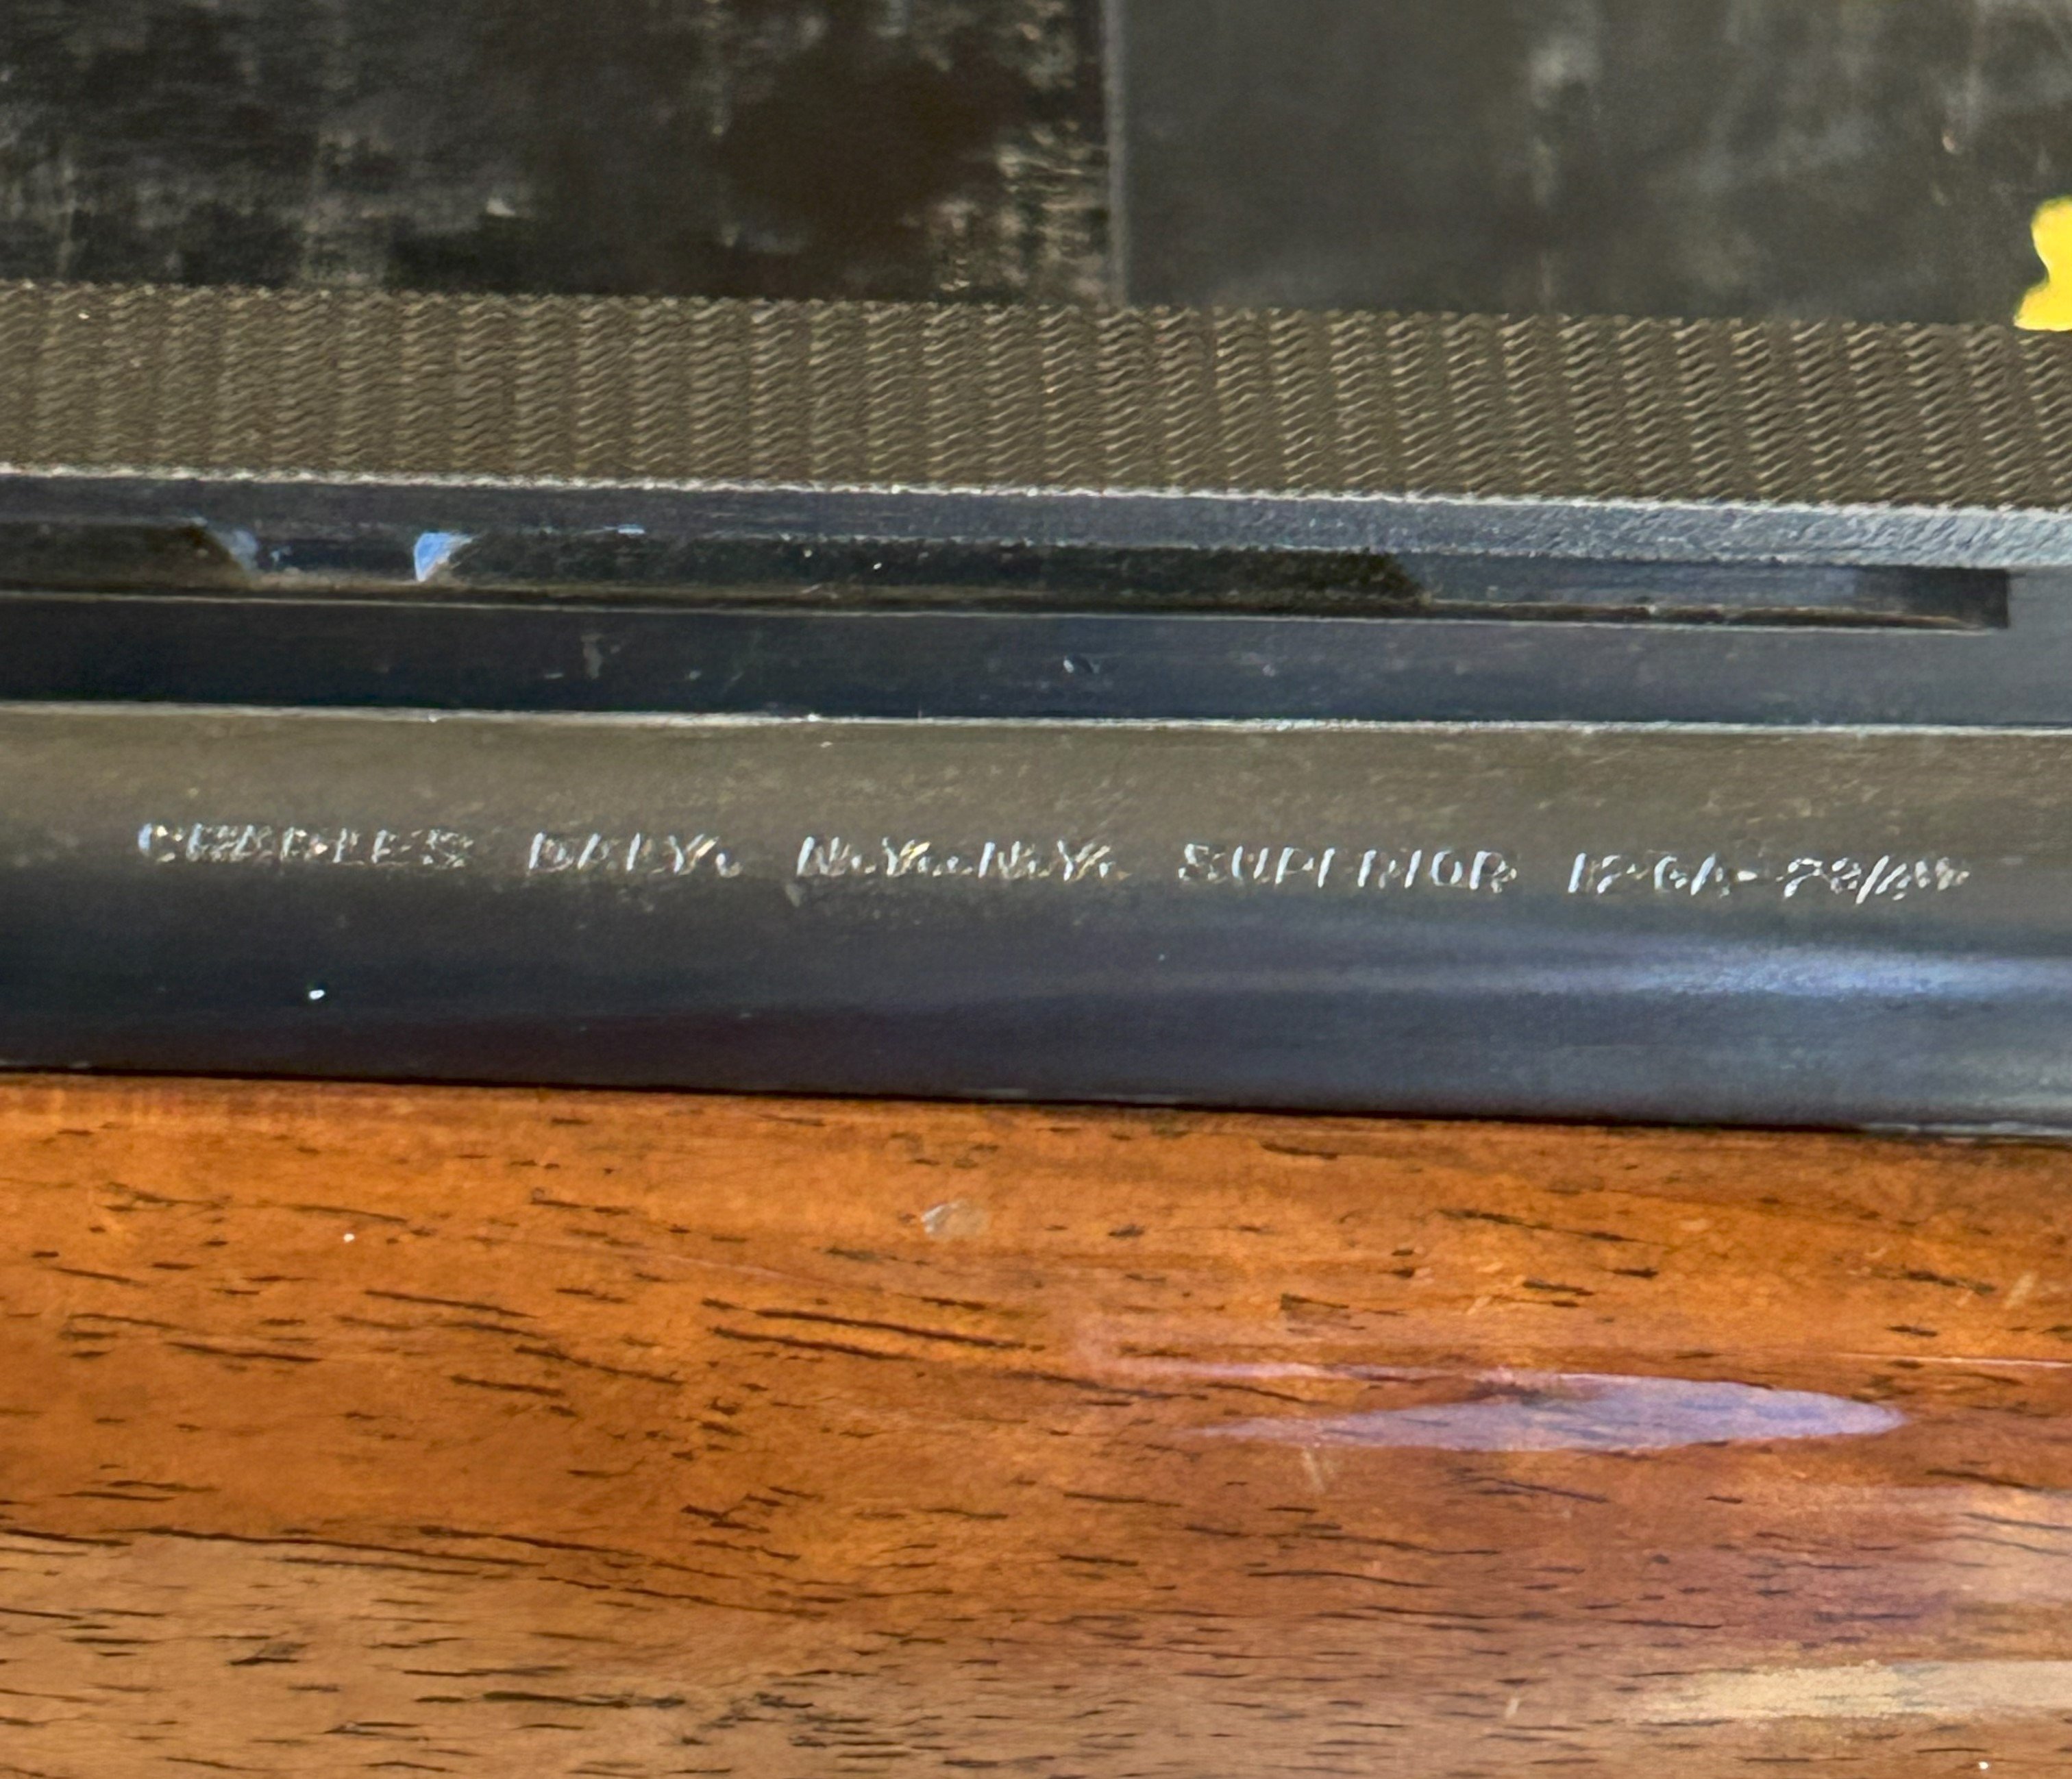 CHARLES DALY, N.Y..N.Y. SUPERIOR 12 GA-